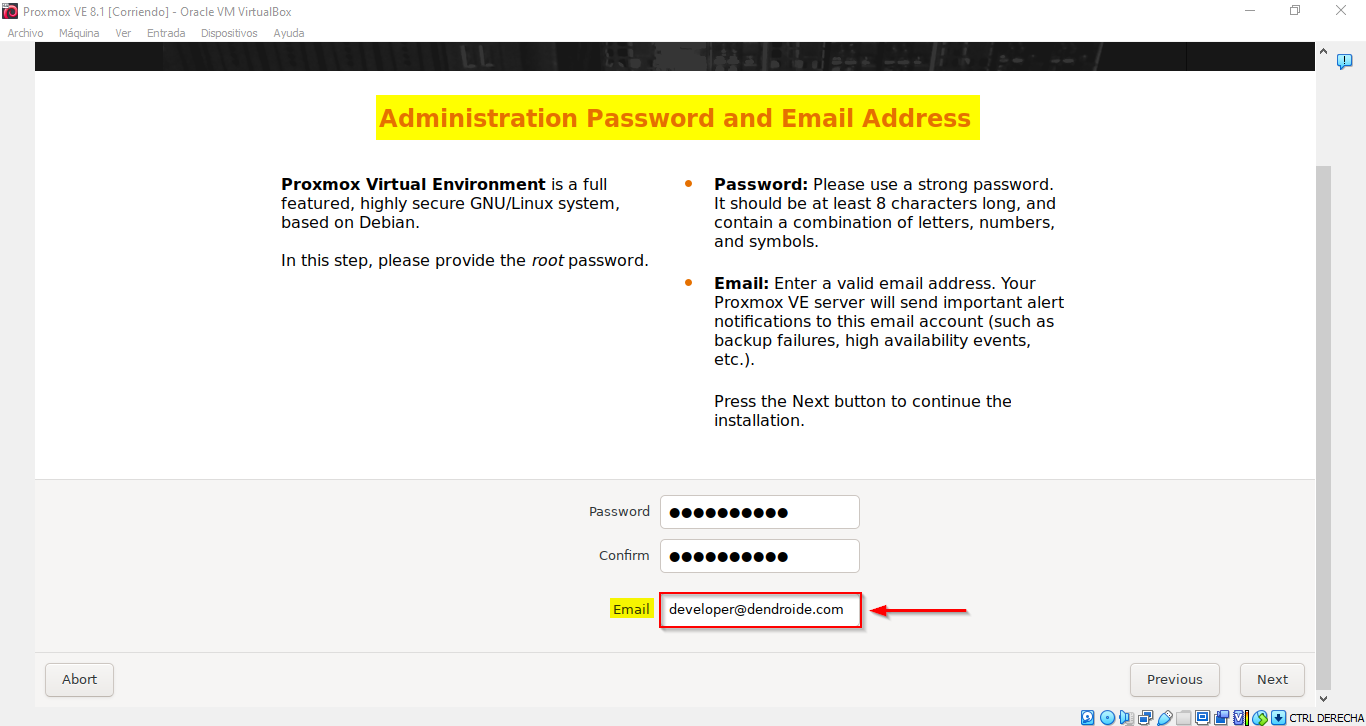 Proxmox VE 8.1 [Corriendo] - Oracle VM VirtualBox
Archivo Máquina Ver Entrada Dispositivos Ayuda
Administration Password and Email Address
Proxmox Virtual Environment is a full
featured, highly secure GNU/Linux system,
based on Debian.
In this step, please provide the root password.
Password: Please use a strong password.
It should be at least 8 characters long, and
contain a combination of letters, numbers,
and symbols.
Email: Enter a valid email address. Your
Proxmox VE server will send important alert
notifications to this email account (such as
backup failures, high availability events,
etc.).
Press the Next button to continue the
installation.
Password ●●●●●●●●●●
Confirm ●●●●●●●●●●
Email developer@dendroide.com
Abort Previous Next
CTRL DERECHA